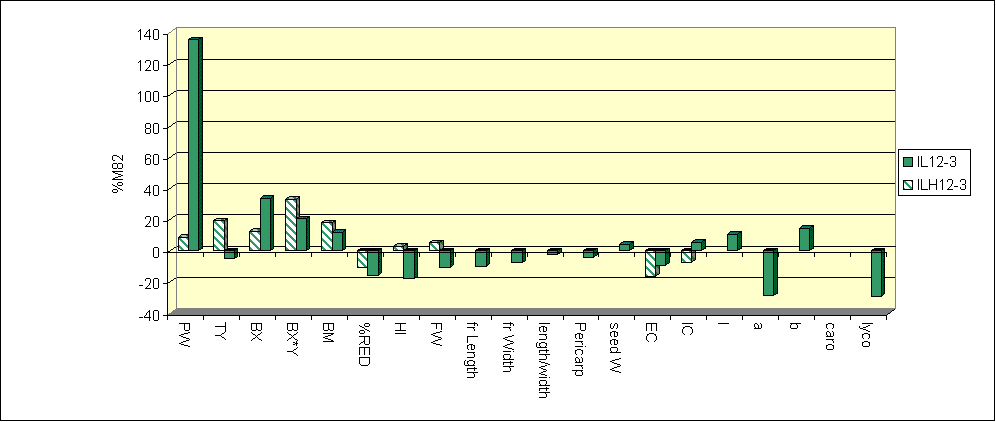 140
120
100
80
60
40
20
0
-20
-40
%M82
PW
TY
BX
BX*Y
BM
%RED
HI
FW
fr Length
fr Width
length/width
Pericarp
seed W
EC
IC
l
a
b
caro
lyco
IL12-3
ILH12-3